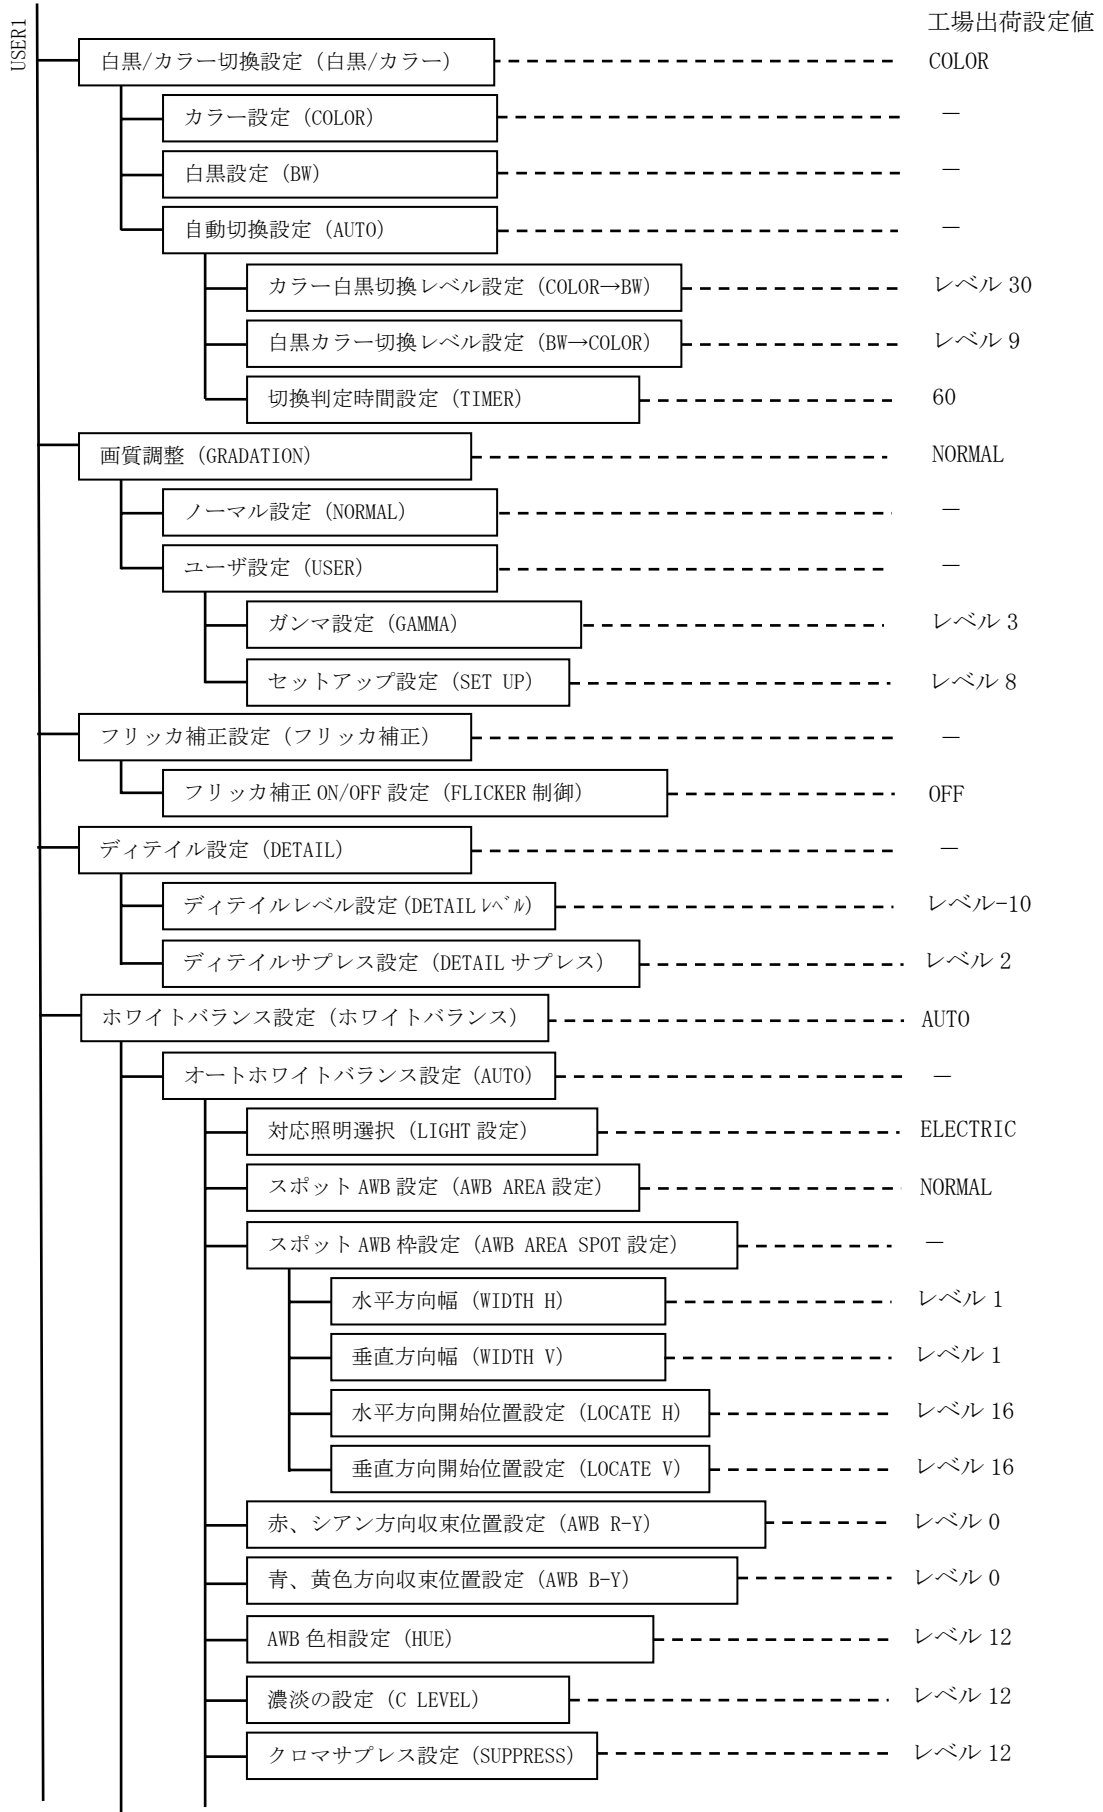 工場出荷設定値
USER1
白黒/カラー切換設定（白黒/カラー） COLOR
カラー設定（COLOR） －
白黒設定（BW） －
自動切換設定（AUTO） －
カラー白黒切換レベル設定（COLOR→BW） レベル 30
白黒カラー切換レベル設定（BW→COLOR） レベル 9
切換判定時間設定（TIMER） 60
画質調整（GRADATION） NORMAL
ノーマル設定（NORMAL） －
ユーザ設定（USER） －
ガンマ設定（GAMMA） レベル 3
セットアップ設定（SET UP） レベル 8
フリッカ補正設定（フリッカ補正） －
フリッカ補正 ON/OFF 設定（FLICKER 制御） OFF
ディテイル設定（DETAIL） －
ディテイルレベル設定（DETAIL ﾚﾍﾞﾙ） レベル-10
ディテイルサプレス設定（DETAIL サプレス） レベル 2
ホワイトバランス設定（ホワイトバランス） AUTO
オートホワイトバランス設定（AUTO） －
対応照明選択（LIGHT 設定） ELECTRIC
スポット AWB 設定（AWB AREA 設定） NORMAL
スポット AWB 枠設定（AWB AREA SPOT 設定） －
水平方向幅（WIDTH H） レベル 1
垂直方向幅（WIDTH V） レベル 1
水平方向開始位置設定（LOCATE H） レベル 16
垂直方向開始位置設定（LOCATE V） レベル 16
赤、シアン方向収束位置設定（AWB R-Y） レベル 0
青、黄色方向収束位置設定（AWB B-Y） レベル 0
AWB 色相設定（HUE） レベル 12
濃淡の設定（C LEVEL） レベル 12
クロマサプレス設定（SUPPRESS） レベル 12